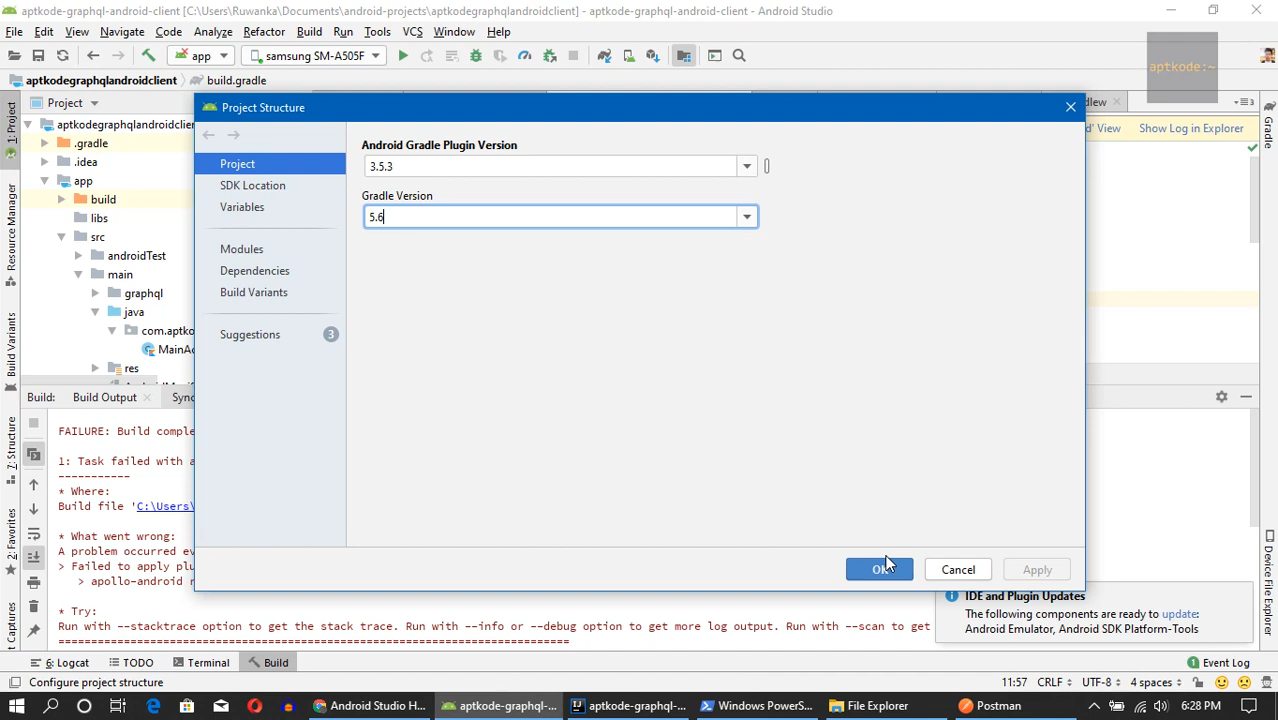 aptkode-graphql-android-client [C:\Users\Ruwanka\Documents\android-projects\aptkodegraphqlandroidclient] - aptkode-graphql-android-client - Android Studio
File Edit View Navigate Code Analyze Refactor Build Run Tools VCS Window Help
app samsung SM-A505F
aptkode:~
aptkodegraphqlandroidclient build.gradle
1: Project
Resource Manager
Build Variants
Z: Structure
2: Favorites
Captures
Project
aptkodegraphqlandroidclien
.gradle
.idea
app
build
libs
src
androidTest
main
graphql
java
com.aptko
MainAc
res
Project Structure
Project
SDK Location
Variables
Modules
Dependencies
Build Variants
Suggestions 3
Android Gradle Plugin Version
3.5.3
Gradle Version
5.6
OK Cancel Apply
dlew
3
d' View Show Log in Explorer
Gradle
Device File Explorer
Build: Build Output Sync
FAILURE: Build comple
1: Task failed with a
-----------
* Where:
Build file 'C:\Users\
* What went wrong:
A problem occurred ev
> Failed to apply plu
> apollo-android r
* Try:
Run with --stacktrace option to get the stack trace. Run with --info or --debug option to get more log output. Run with --scan to get
==============================================================================
IDE and Plugin Updates
The following components are ready to update:
Android Emulator, Android SDK Platform-Tools
6: Logcat TODO Terminal Build Event Log
Configure project structure 11:57 CRLF UTF-8 4 spaces
Android Studio H... aptkode-graphql-... aptkode-graphql-... Windows PowerS... File Explorer Postman 6:28 PM